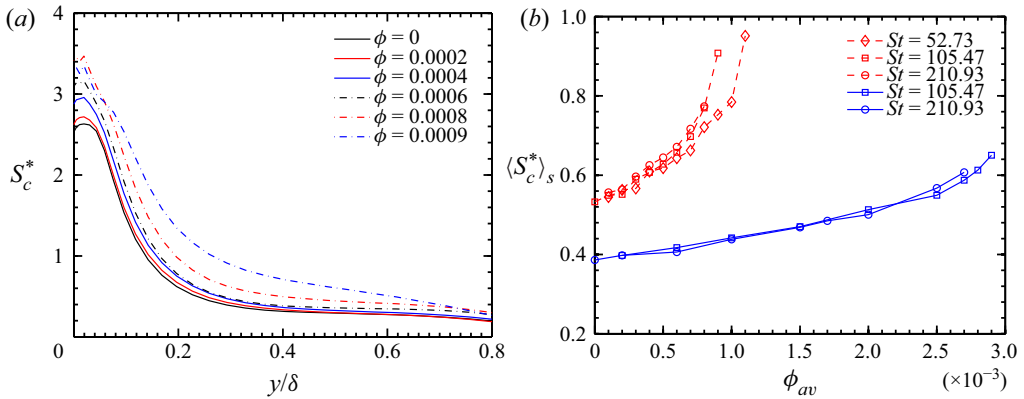 (a)
4
3
2
1
0
S*c
0
0.2
0.4
0.6
0.8
y/δ
ϕ = 0
ϕ = 0.0002
ϕ = 0.0004
ϕ = 0.0006
ϕ = 0.0008
ϕ = 0.0009
(b)
1.0
0.8
0.6
0.4
0.2
⟨S*c⟩s
0
0.5
1.0
1.5
2.0
2.5
3.0
ϕav
(×10−3)
St = 52.73
St = 105.47
St = 210.93
St = 105.47
St = 210.93